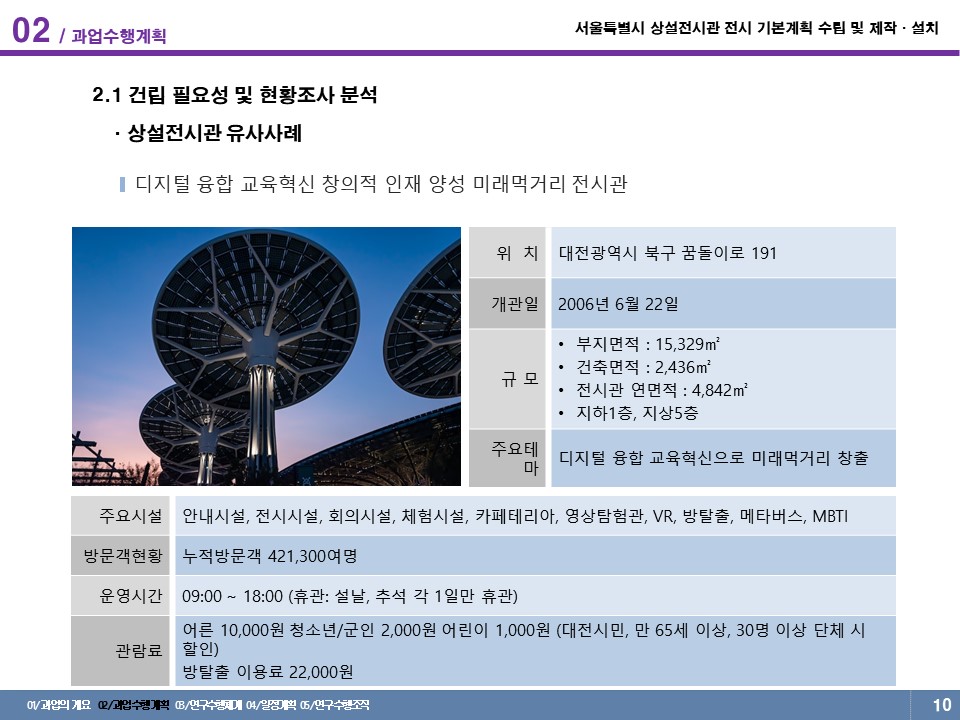 02 / 과업수행계획
서울특별시 상설전시관 전시 기본계획 수립 및 제작 · 설치
2.1 건립 필요성 및 현황조사 분석
· 상설전시관 유사사례
디지털 융합 교육혁신 창의적 인재 양성 미래먹거리 전시관
위 치 대전광역시 북구 꿈돌이로 191
개관일 2006년 6월 22일
규 모
• 부지면적 : 15,329㎡
• 건축면적 : 2,436㎡
• 전시관 연면적 : 4,842㎡
• 지하1층, 지상5층
주요테
마
디지털 융합 교육혁신으로 미래먹거리 창출
주요시설 안내시설, 전시시설, 회의시설, 체험시설, 카페테리아, 영상탐험관, VR, 방탈출, 메타버스, MBTI
방문객현황 누적방문객 421,300여명
운영시간 09:00 ~ 18:00 (휴관: 설날, 추석 각 1일만 휴관)
관람료
어른 10,000원 청소년/군인 2,000원 어린이 1,000원 (대전시민, 만 65세 이상, 30명 이상 단체 시
할인)
방탈출 이용료 22,000원
01/과업의 개요 02/과업수행계획 03/연구수행체계 04/일정계획 05/연구수행조직
10